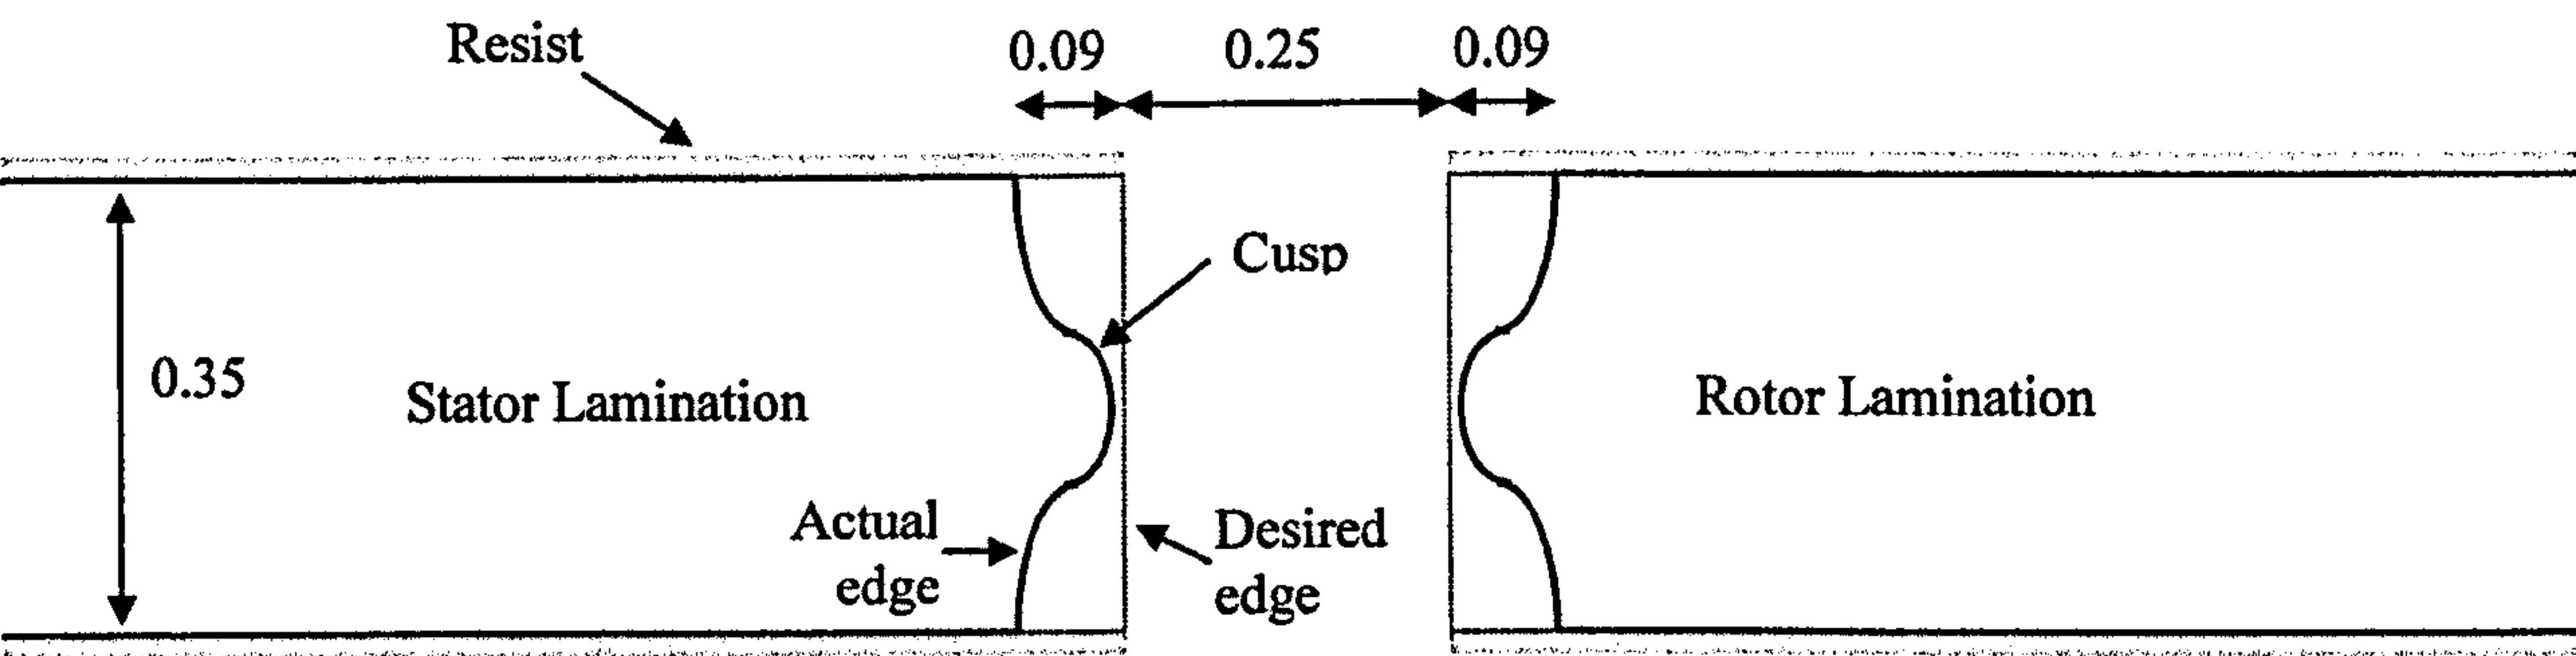 Resist
0.09
0.25
0.09
Cusp
0.35
Stator Lamination
Rotor Lamination
Actual
edge
Desired
edge